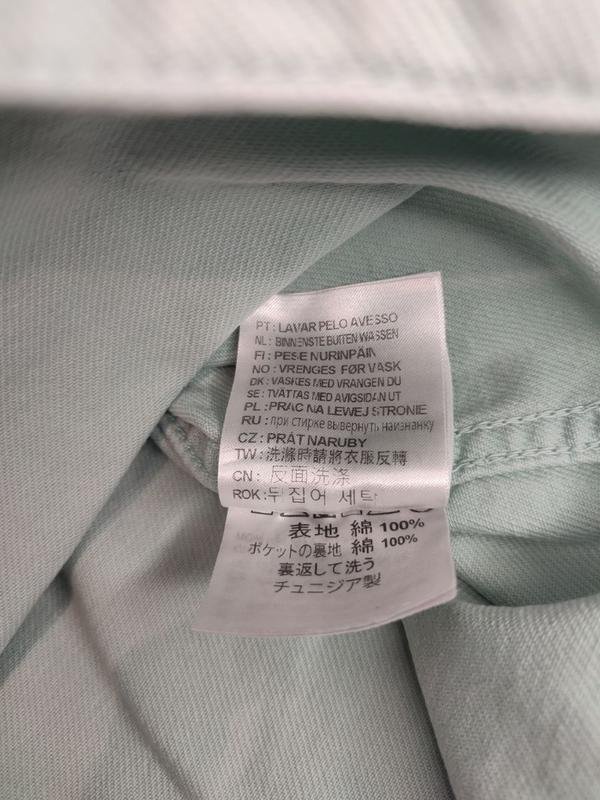 PT: LAVAR PELO AVESSO
NL: BINNENSTE BUITEN WASSEN
FI: PESE NURINPÄIN
NO: VRENGES FØR VASK
DK: VASKES MED VRANGEN DU
SE: TVÄTTAS MED AVIGSIDAN UT
PL: PRAĆ NA LEWEJ STRONIE
RU: при стирке вывернуть наизнанку
CZ: PRÁT NARUBY
TW: 洗滌時請將衣服反轉
CN: 反面洗涤
ROK: 뒤집어 세탁
表地 綿 100%
ポケットの裏地 綿 100%
裏返して洗う
チュニジア製